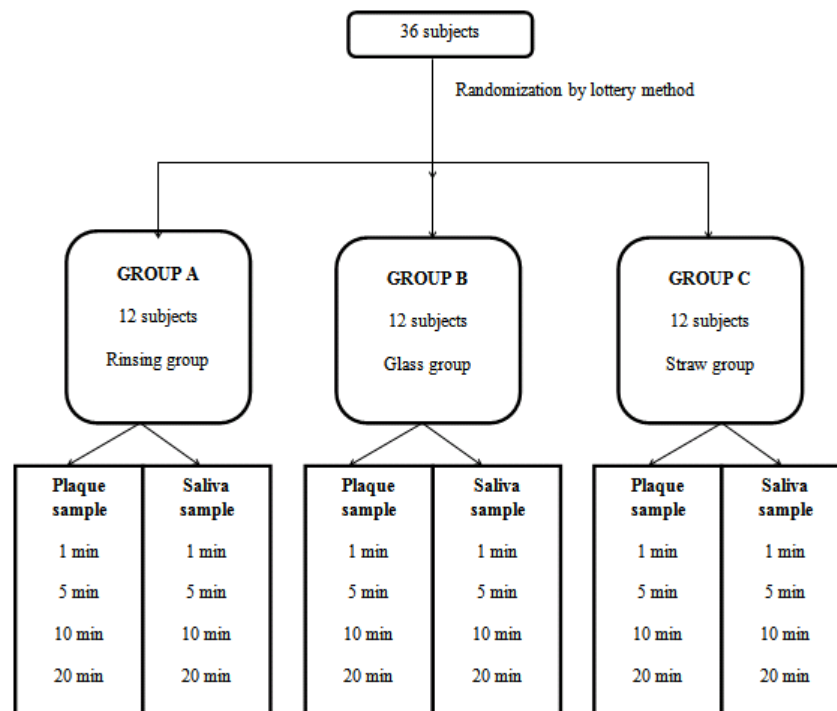 36 subjects
Randomization by lottery method
GROUP A
12 subjects
Rinsing group
GROUP B
12 subjects
Glass group
GROUP C
12 subjects
Straw group
Plaque
sample
1 min
5 min
10 min
20 min
Saliva
sample
1 min
5 min
10 min
20 min
Plaque
sample
1 min
5 min
10 min
20 min
Saliva
sample
1 min
5 min
10 min
20 min
Plaque
sample
1 min
5 min
10 min
20 min
Saliva
sample
1 min
5 min
10 min
20 min